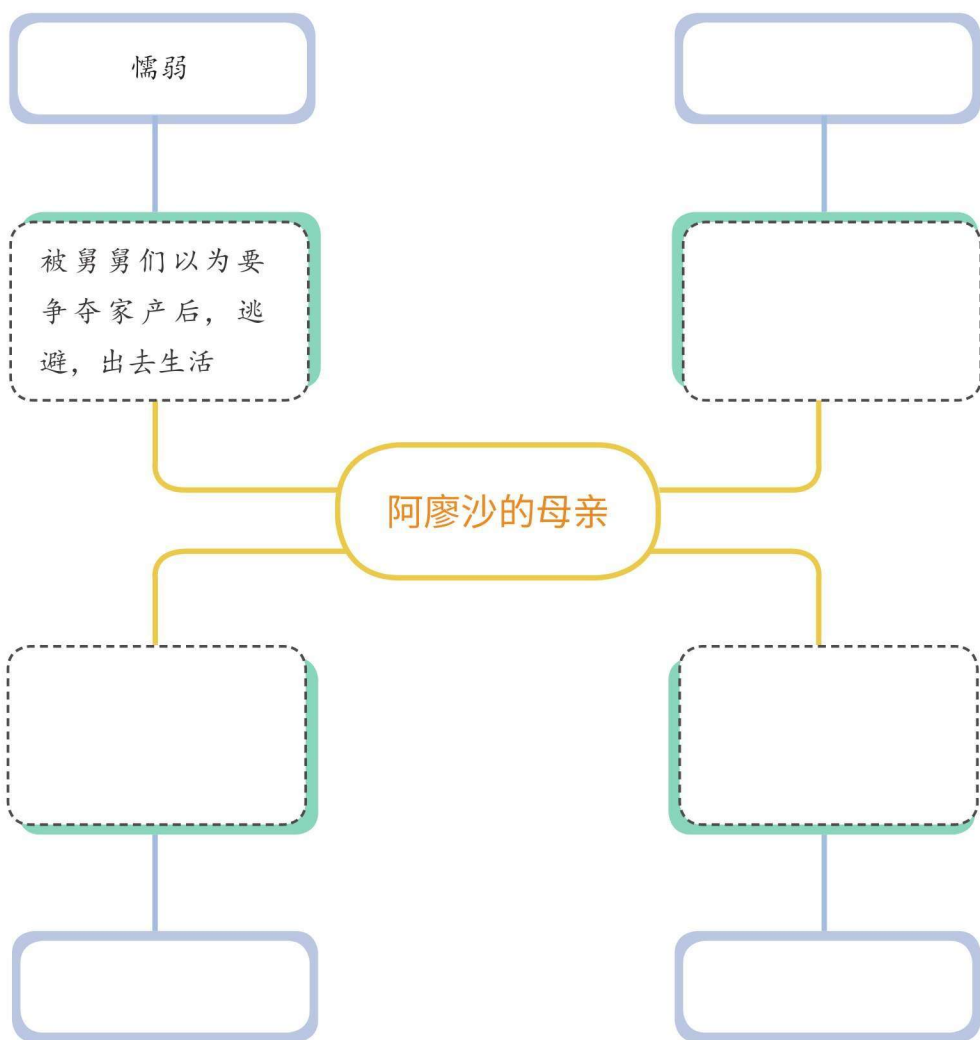 懦弱
被舅舅们以为要
争夺家产后，逃
避，出去生活
阿廖沙的母亲